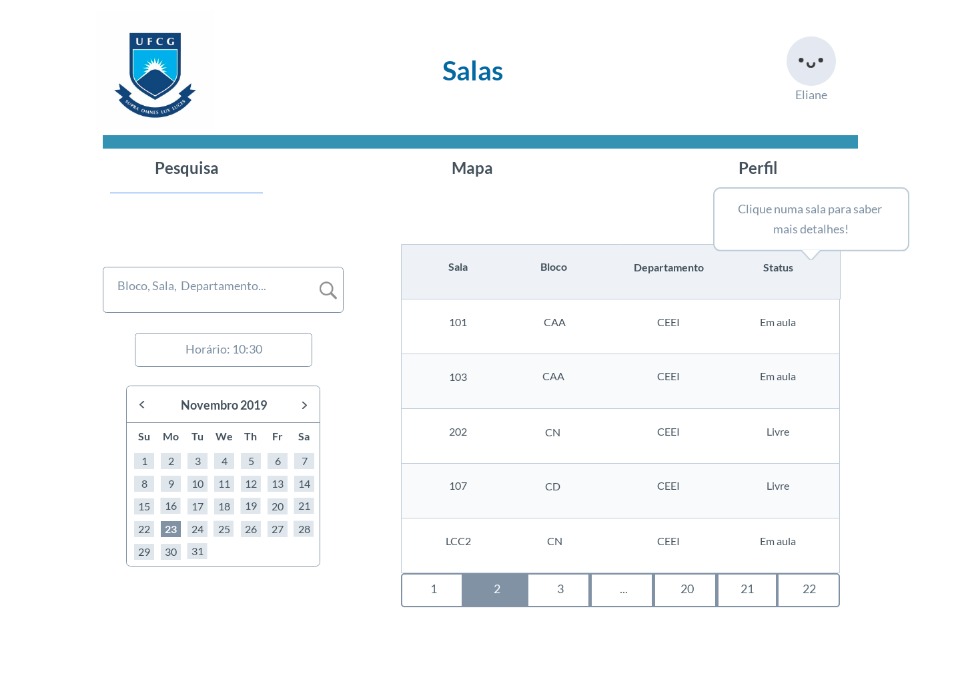 UFCG
SUPRA OMNES LUX LUCES
Salas
Eliane
Pesquisa Mapa Perfil
Clique numa sala para saber
mais detalhes!
Bloco, Sala, Departamento...
Horário: 10:30
< Novembro 2019 >
Su Mo Tu We Th Fr Sa
1 2 3 4 5 6 7
8 9 10 11 12 13 14
15 16 17 18 19 20 21
22 23 24 25 26 27 28
29 30 31
Sala Bloco Departamento Status
101 CAA CEEI Em aula
103 CAA CEEI Em aula
202 CN CEEI Livre
107 CD CEEI Livre
LCC2 CN CEEI Em aula
1 2 3 ... 20 21 22